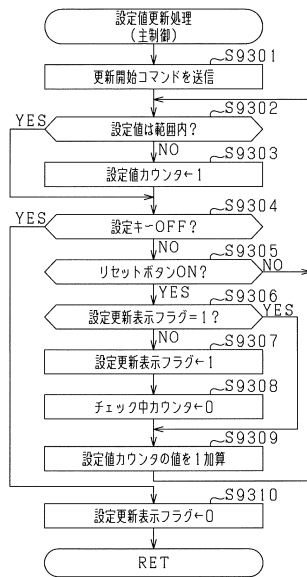 設定値更新処理
(主制御)
S9301
更新開始コマンドを送信
S9302
YES
設定値は範囲内?
NO
S9303
設定値カウンタ←1
S9304
YES
設定キーOFF?
NO
S9305
リセットボタンON?
NO
YES
S9306
設定更新表示フラグ=1?
YES
NO
S9307
設定更新表示フラグ←1
S9308
チェック中カウンタ←0
S9309
設定値カウンタの値を1加算
S9310
設定更新表示フラグ←0
RET